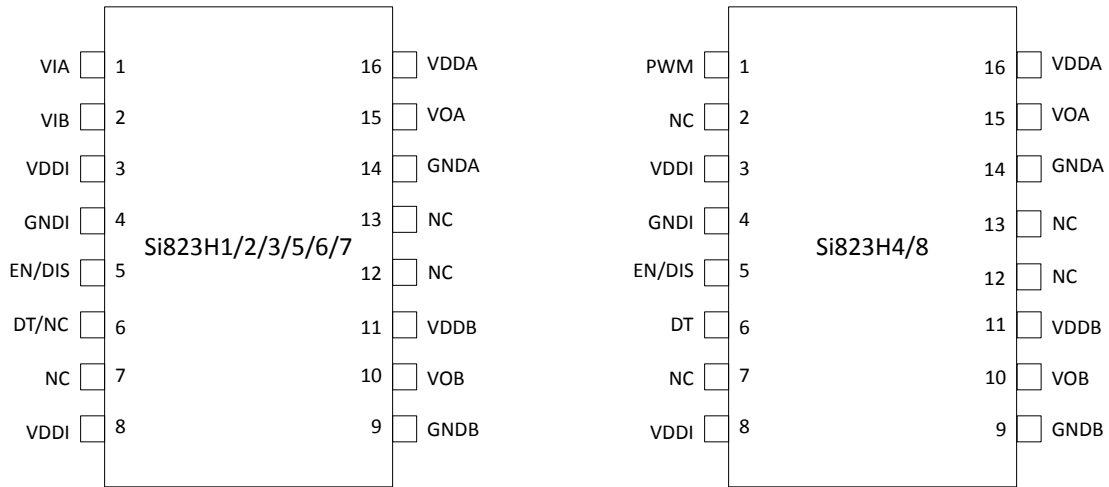 VIA 1 16 VDDA
VIB 2 15 VOA
VDDI 3 14 GNDA
GNDI 4 13 NC
Si823H1/2/3/5/6/7
EN/DIS 5 12 NC
DT/NC 6 11 VDDB
NC 7 10 VOB
VDDI 8 9 GNDB
PWM 1 16 VDDA
NC 2 15 VOA
VDDI 3 14 GNDA
GNDI 4 13 NC
Si823H4/8
EN/DIS 5 12 NC
DT 6 11 VDDB
NC 7 10 VOB
VDDI 8 9 GNDB